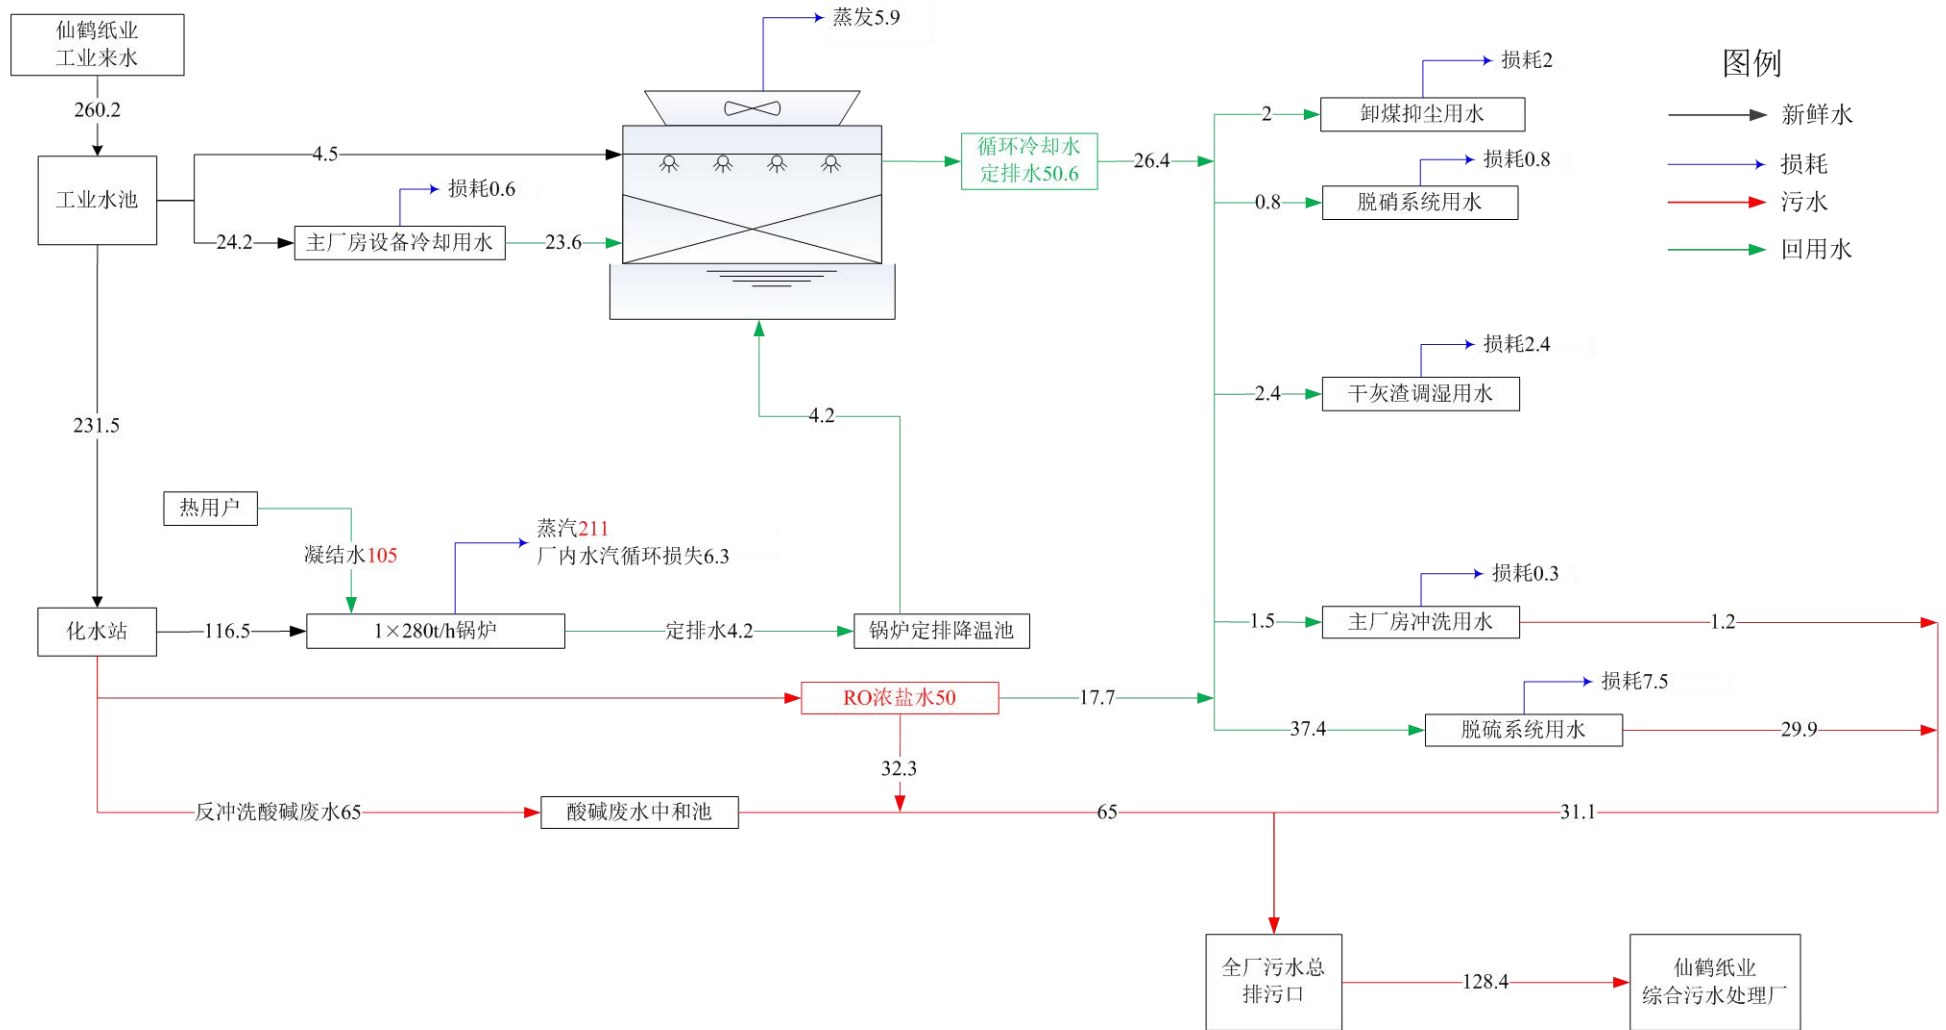 仙鹤纸业
工业来水
260.2
工业水池
4.5
24.2
主厂房设备冷却用水
损耗0.6
23.6
蒸发5.9
循环冷却水
定排水50.6
26.4
2
卸煤抑尘用水
损耗2
0.8
脱硝系统用水
损耗0.8
2.4
干灰渣调湿用水
损耗2.4
1.5
主厂房冲洗用水
损耗0.3
1.2
37.4
脱硫系统用水
损耗7.5
29.9
图例
新鲜水
损耗
污水
回用水
231.5
热用户
凝结水105
蒸汽211
厂内水汽循环损失6.3
4.2
化水站
116.5
1×280t/h锅炉
定排水4.2
锅炉定排降温池
RO浓盐水50
17.7
32.3
反冲洗酸碱废水65
酸碱废水中和池
65
31.1
全厂污水总
排污口
128.4
仙鹤纸业
综合污水处理厂